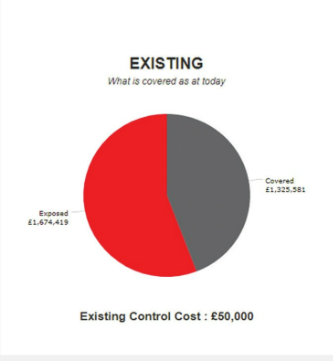 EXISTING
What is covered as at today
Covered
£1,325,581
Exposed
£1,674,419
Existing Control Cost : £50,000